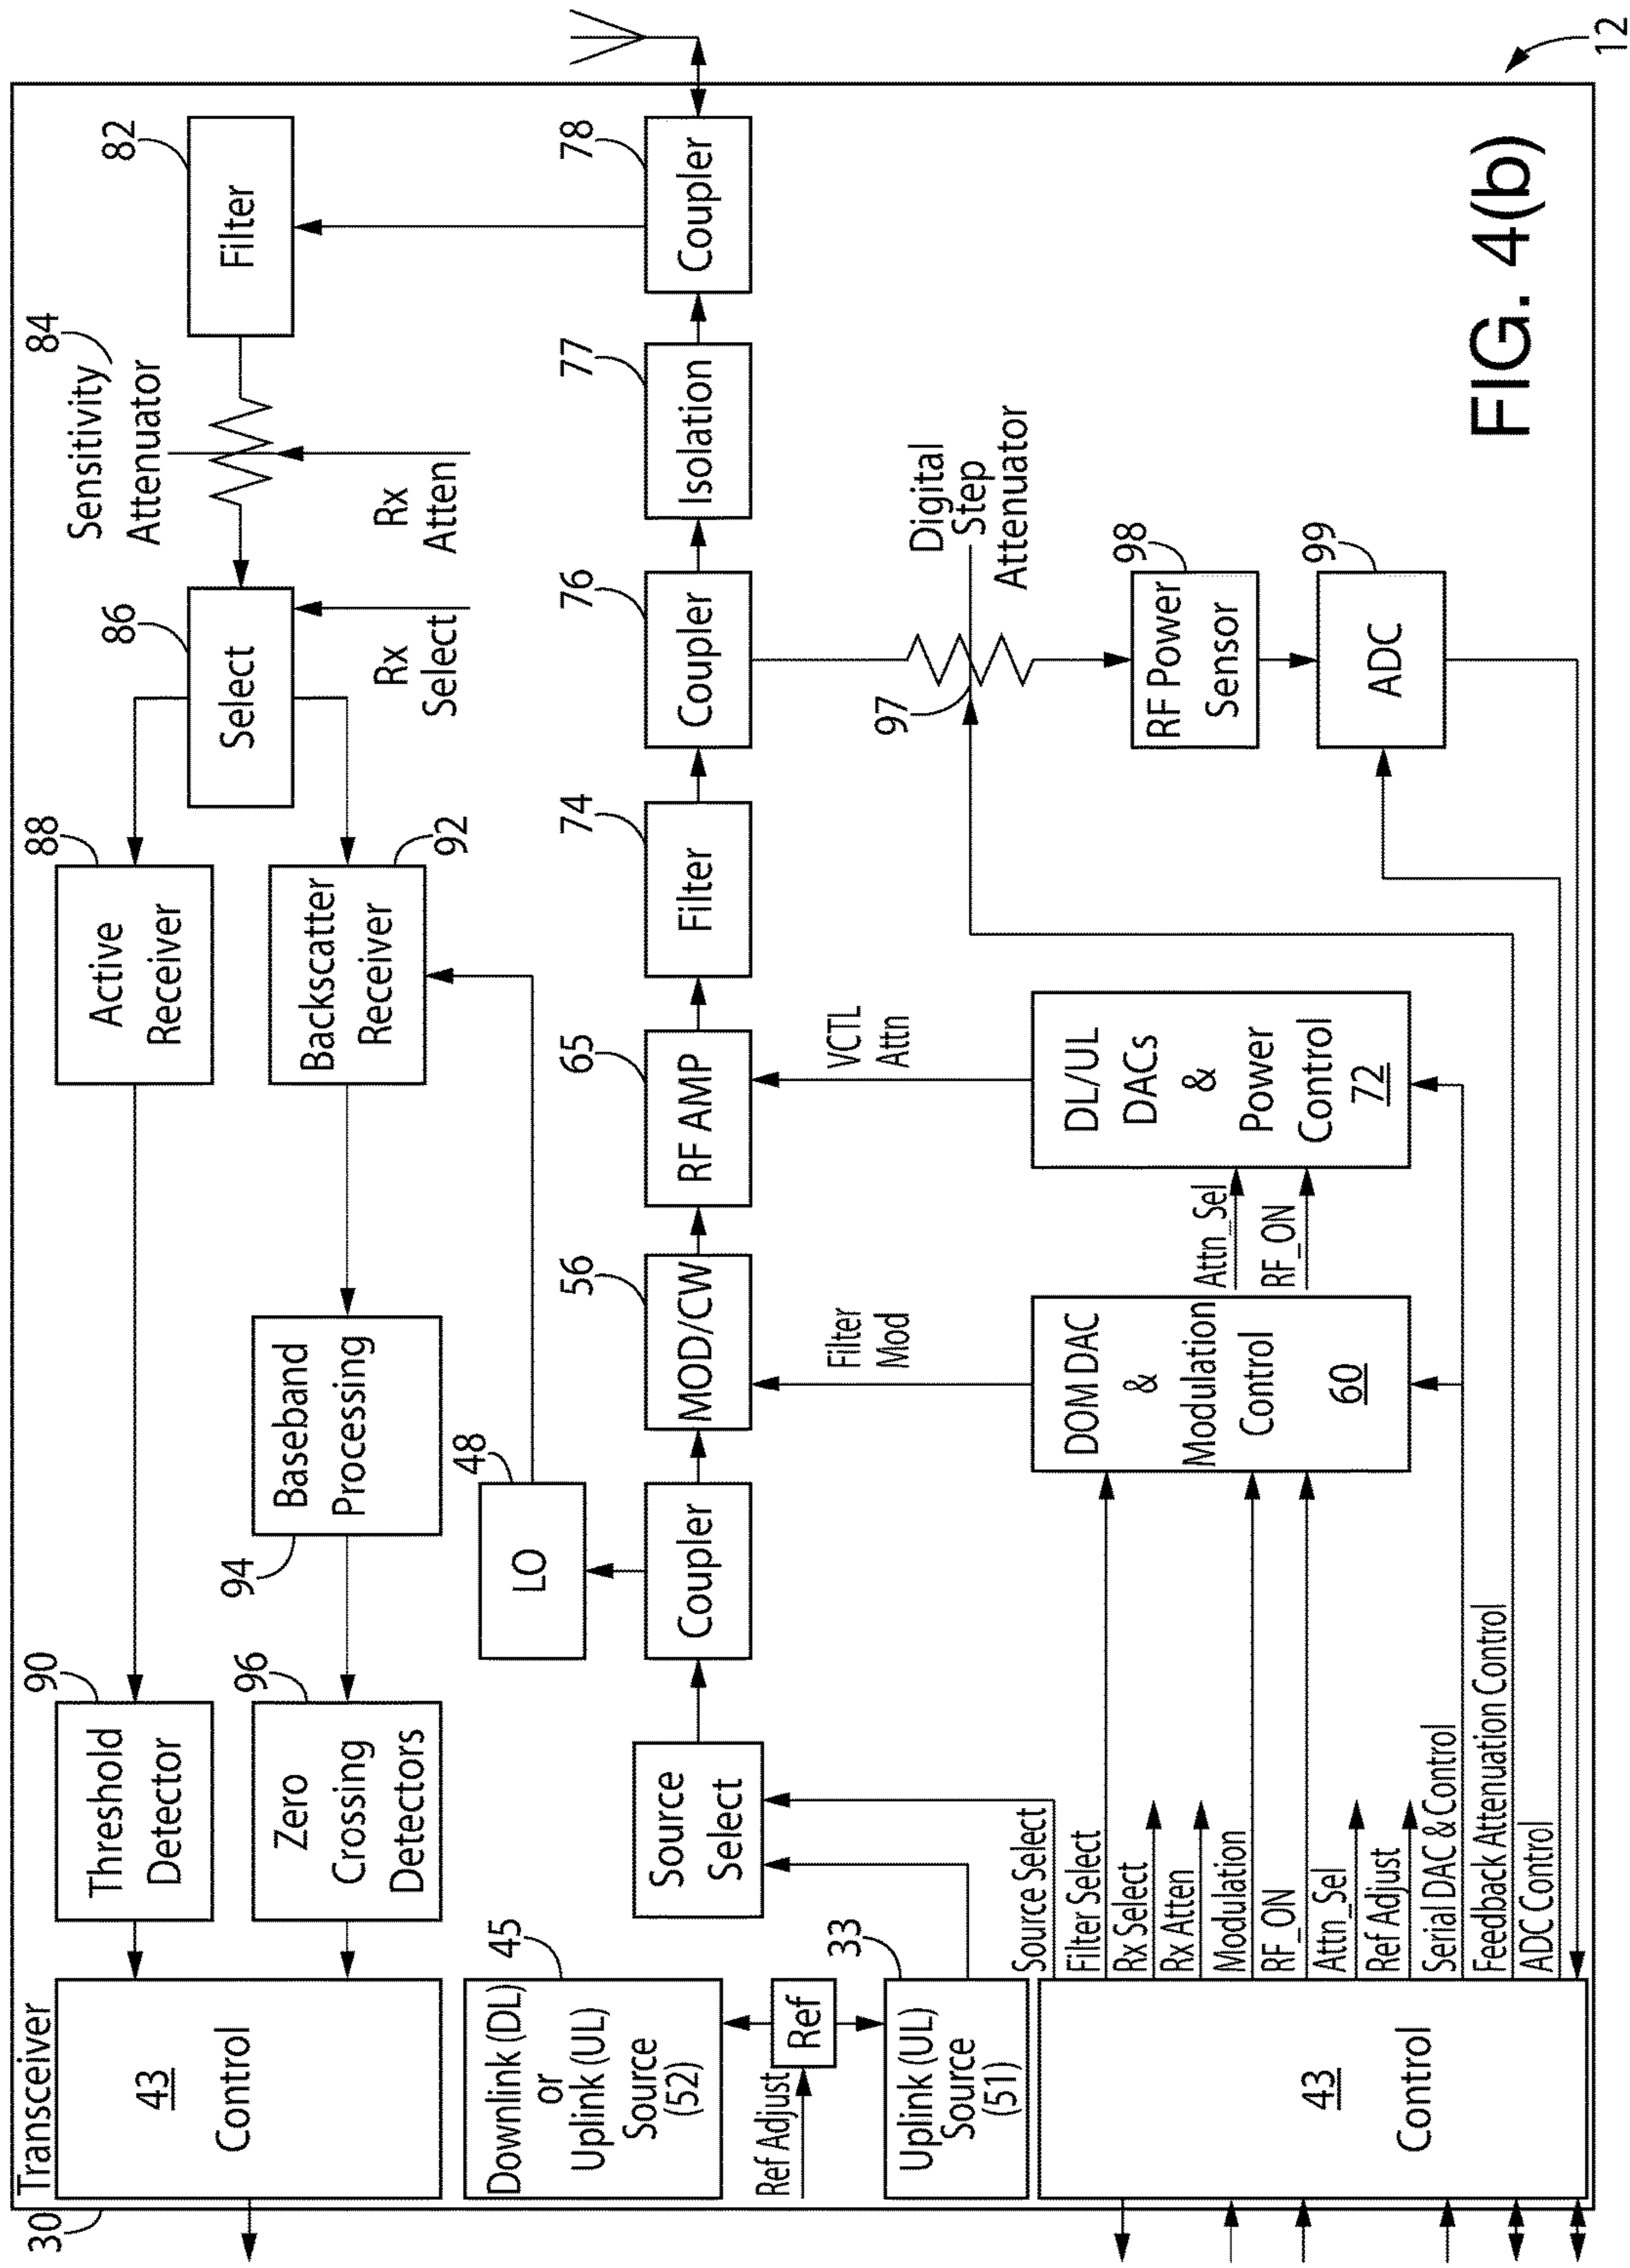 Transceiver
30
43
Control
90
Threshold
Detector
96
Zero
Crossing
Detectors
94
Baseband
Processing
88
Active
Receiver
92
Backscatter
Receiver
86
Select
Rx
Select
Sensitivity
Attenuator
84
Rx
Atten
82
Filter
45
Downlink (DL)
or
Uplink (UL)
Source
(52)
Ref Adjust
Ref
33
Uplink (UL)
Source
(51)
Source
Select
48
LO
Coupler
56
MOD/CW
65
RF AMP
74
Filter
76
Coupler
77
Isolation
78
Coupler
Filter
Mod
VCTL
Attn
97
Digital
Step
Attenuator
98
RF Power
Sensor
99
ADC
DOM DAC
&
Modulation
Control
60
Attn_Sel
RF_ON
DL/UL
DACs
&
Power
Control
72
43
Control
Source Select
Filter Select
Rx Select
Rx Atten
Modulation
RF_ON
Attn_Sel
Ref Adjust
Serial DAC & Control
Feedback Attenuation Control
ADC Control
12
FIG. 4(b)